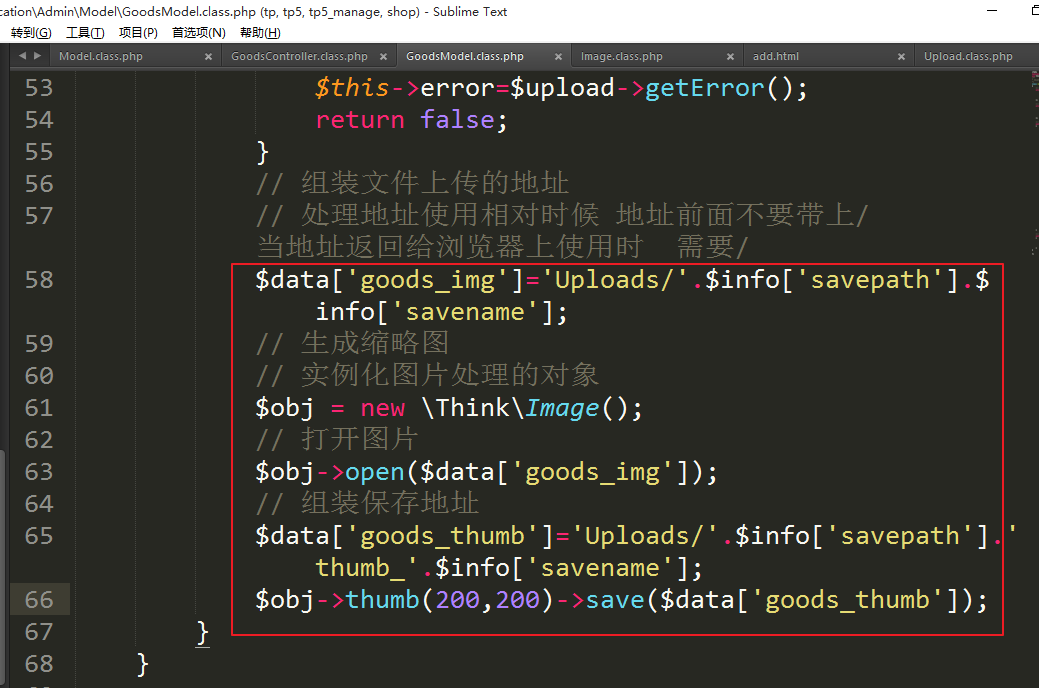 cation\Admin\Model\GoodsModel.class.php (tp, tp5, tp5_manage, shop) - Sublime Text
转到(G) 工具(T) 项目(P) 首选项(N) 帮助(H)
Model.class.php × GoodsController.class.php × GoodsModel.class.php × Image.class.php × add.html × Upload.class.php
53 $this->error=$upload->getError();
54 return false;
55 }
56 // 组装文件上传的地址
57 // 处理地址使用相对时候 地址前面不要带上/
当地址返回给浏览器上使用时 需要/
58 $data['goods_img']='Uploads/'.$info['savepath'].$
info['savename'];
59 // 生成缩略图
60 // 实例化图片处理的对象
61 $obj = new \Think\Image();
62 // 打开图片
63 $obj->open($data['goods_img']);
64 // 组装保存地址
65 $data['goods_thumb']='Uploads/'.$info['savepath'].'
thumb_'.$info['savename'];
66 $obj->thumb(200,200)->save($data['goods_thumb']);
67 }
68 }